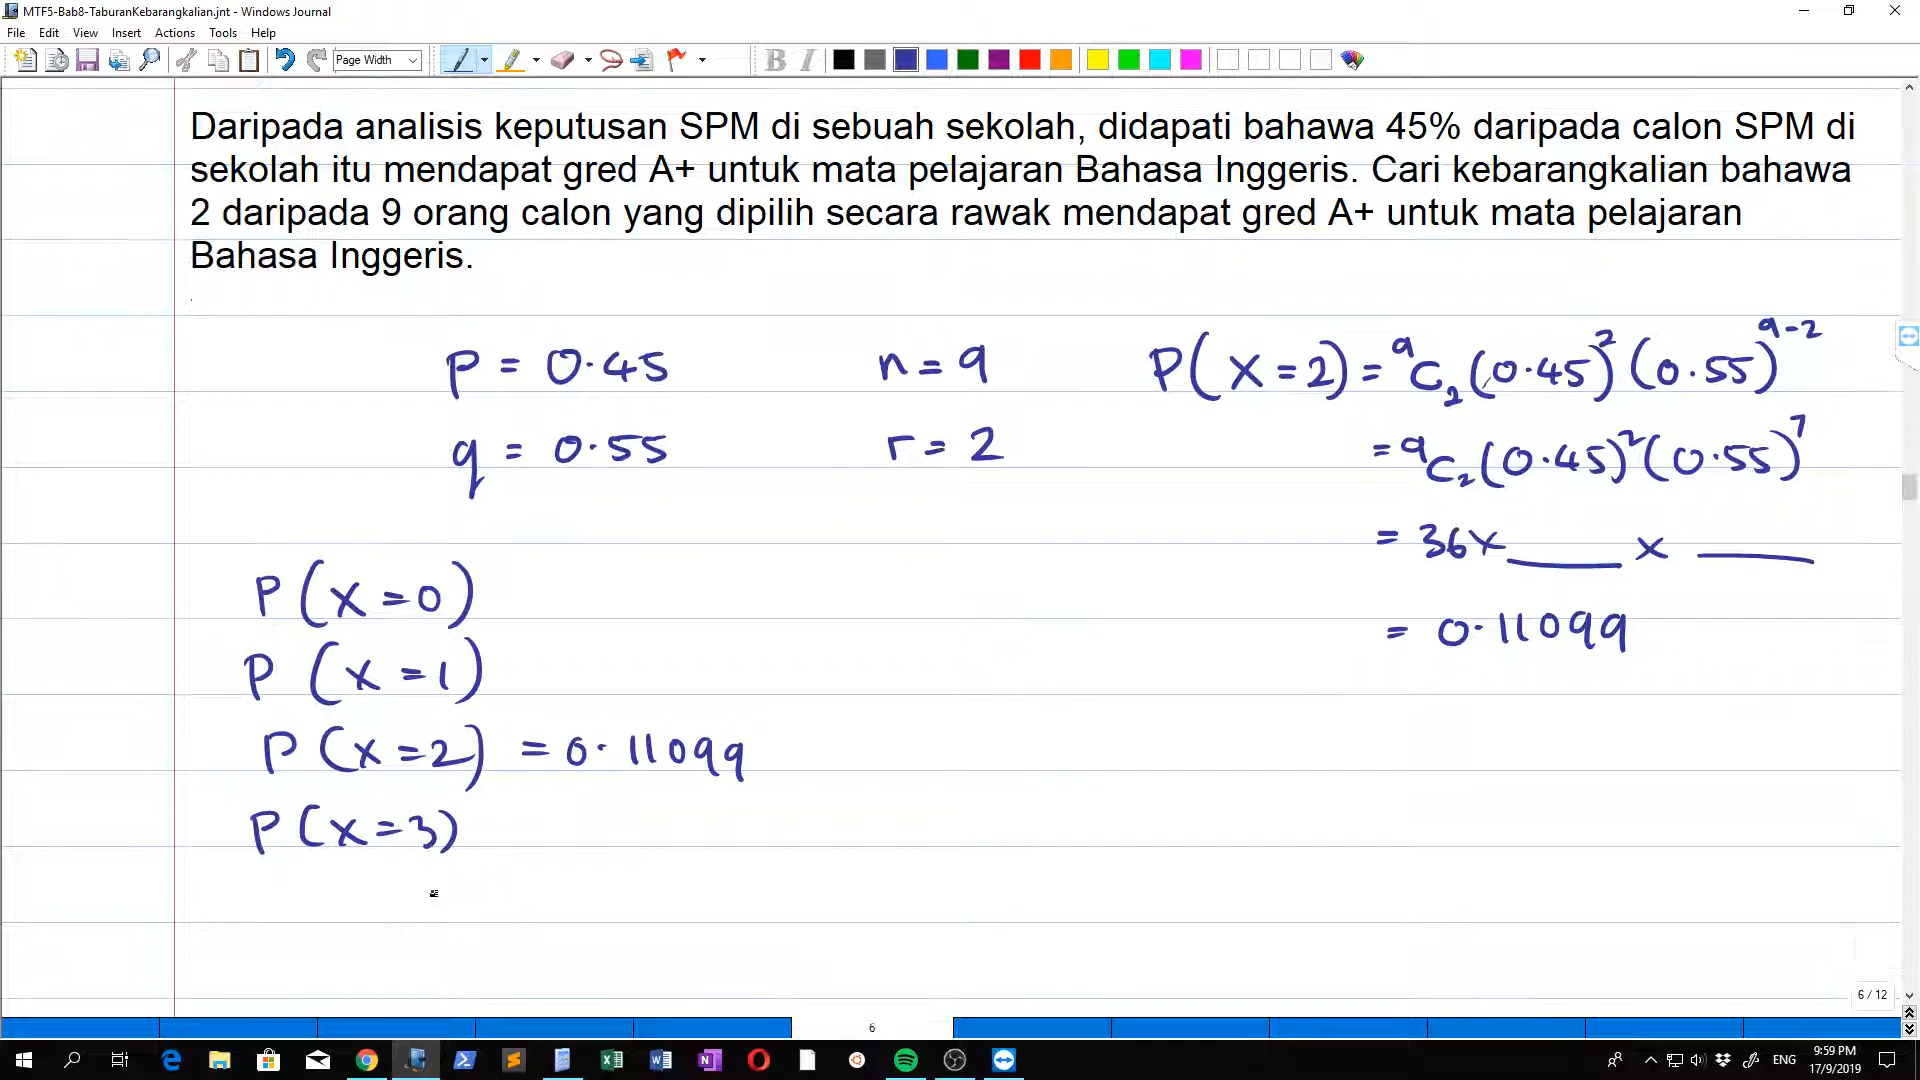 MTF5-Bab8-TaburanKebarangkalian.jnt - Windows Journal
File Edit View Insert Actions Tools Help
Page Width
B I
Daripada analisis keputusan SPM di sebuah sekolah, didapati bahawa 45% daripada calon SPM di
sekolah itu mendapat gred A+ untuk mata pelajaran Bahasa Inggeris. Cari kebarangkalian bahawa
2 daripada 9 orang calon yang dipilih secara rawak mendapat gred A+ untuk mata pelajaran
Bahasa Inggeris.
p = 0.45 n = 9 P(X=2) = ⁹C₂(0.45)²(0.55)⁹⁻²
q = 0.55 r = 2 = ⁹C₂(0.45)²(0.55)⁷
= 36 × ____ × ____
P(X=0)
= 0.11099
P(X=1)
P(X=2) = 0.11099
P(X=3)
6 / 12
6
ENG
9:59 PM
17/9/2019